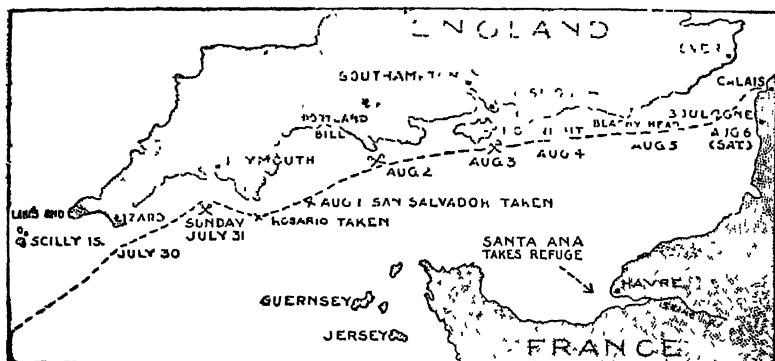 ENGLAND
SOUTHAMPTON
CALAIS
PORTLAND
BILL
BEACHY HEAD
BOULOGNE
AUG 6
(SAT)
AUG 5
AUG 4
AUG 3
AUG 2
PLYMOUTH
AUG 1 SAN SALVADOR TAKEN
LANDS END
LIZARD
SUNDAY
JULY 31
ROSARIO TAKEN
SCILLY IS.
JULY 30
SANTA ANA
TAKES REFUGE
HAVRE
GUERNSEY
JERSEY
FRANCE